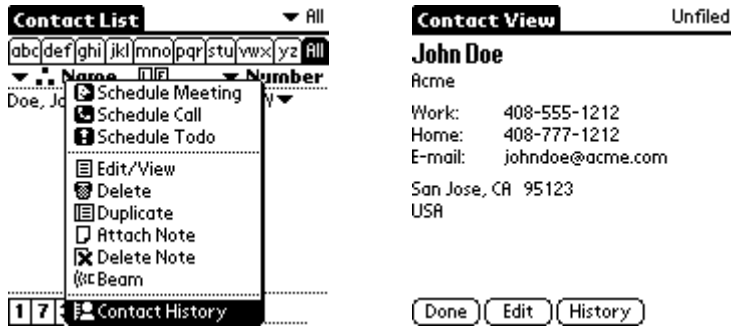 Contact List
All
abc def ghi jkl mno pqr stu vwx yz All
Name
Number
Doe,
Schedule Meeting
Schedule Call
Schedule Todo
Edit/View
Delete
Duplicate
Attach Note
Delete Note
Beam
1 7
Contact History
Contact View
Unfiled
John Doe
Acme
Work: 408-555-1212
Home: 408-777-1212
E-mail: johndoe@acme.com
San Jose, CA 95123
USA
Done
Edit
History